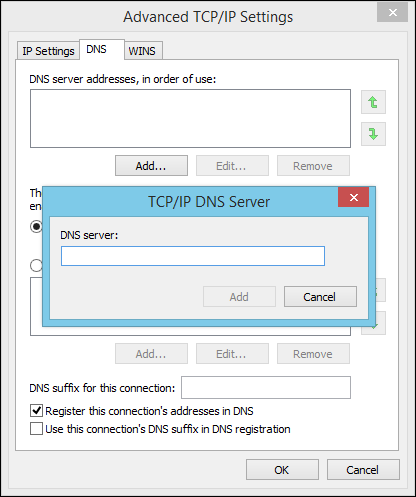 Advanced TCP/IP Settings
IP Settings DNS WINS
DNS server addresses, in order of use:
Add... Edit... Remove
TCP/IP DNS Server
DNS server:
Add Cancel
Add... Edit... Remove
DNS suffix for this connection:
Register this connection's addresses in DNS
Use this connection's DNS suffix in DNS registration
OK Cancel